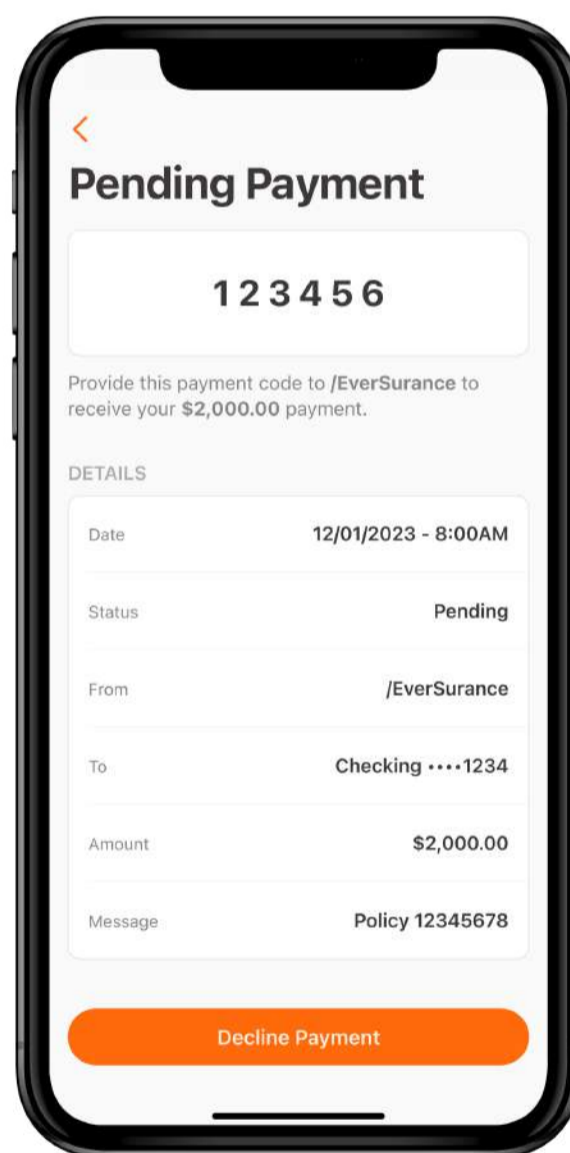 Pending Payment
123456
Provide this payment code to /EverSurance to
receive your $2,000.00 payment.
DETAILS
Date 12/01/2023 - 8:00AM
Status Pending
From /EverSurance
To Checking ••••1234
Amount $2,000.00
Message Policy 12345678
Decline Payment